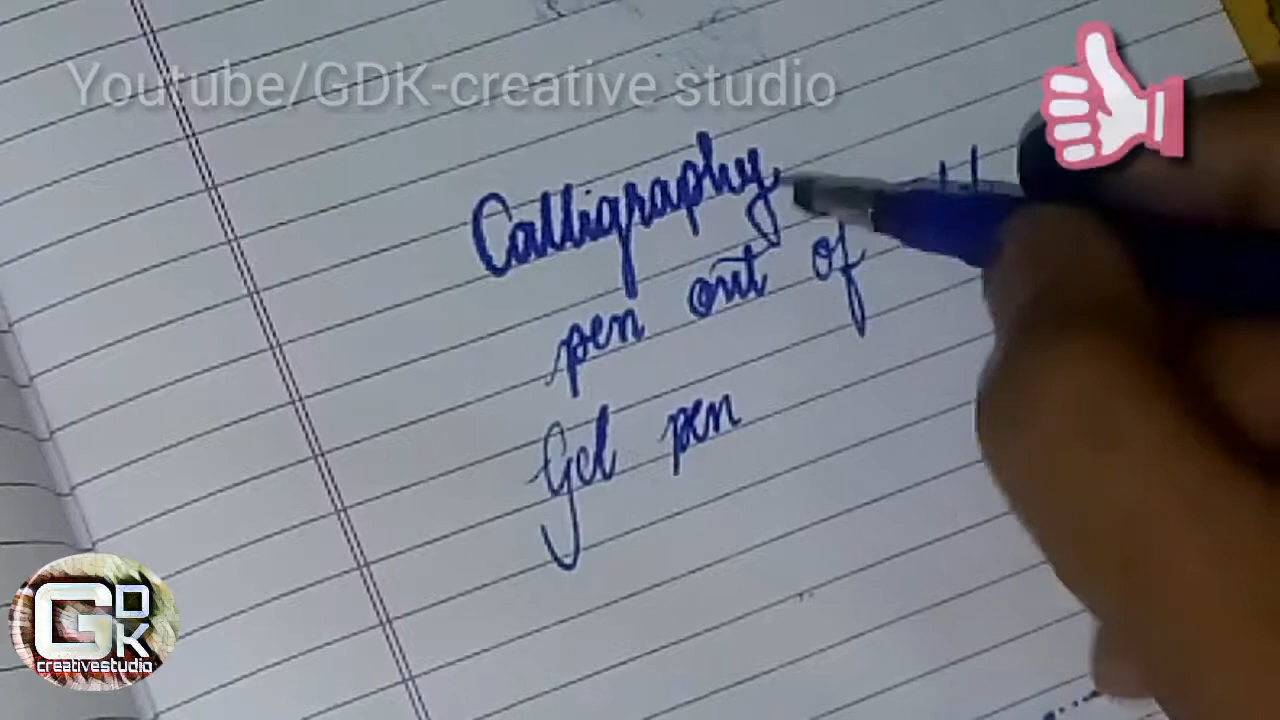 Youtube/GDK-creative studio
Calligraphy
pen out of
Gel pen
GDK
creativestudio